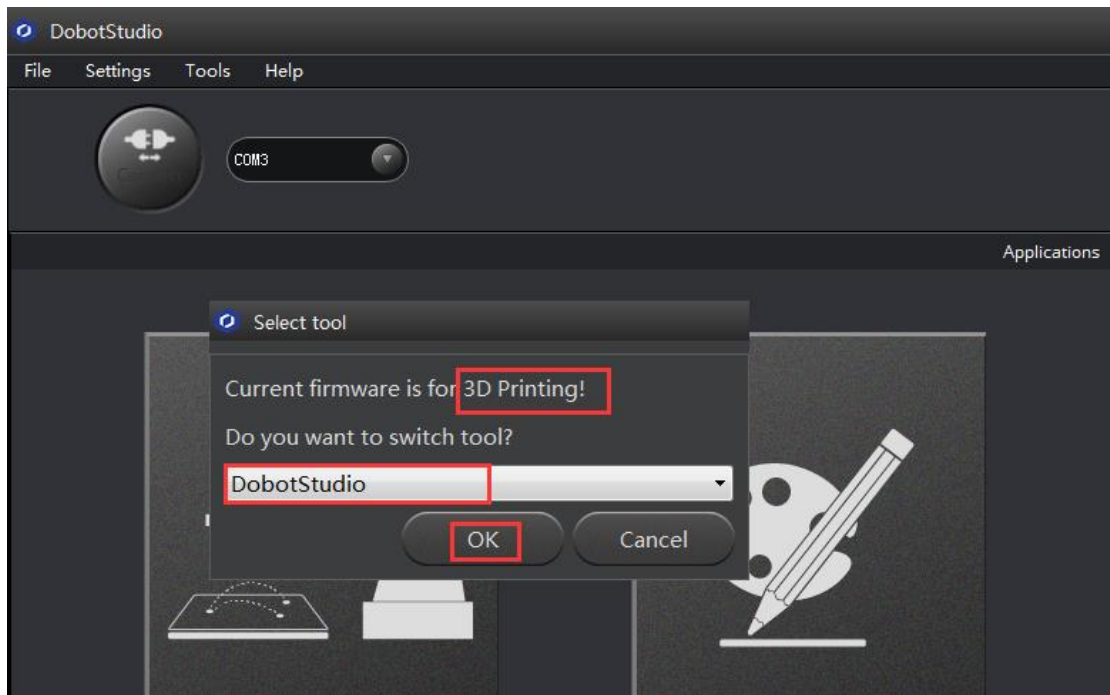 DobotStudio
File Settings Tools Help
COM3
Applications
Select tool
Current firmware is for 3D Printing!
Do you want to switch tool?
DobotStudio
OK Cancel